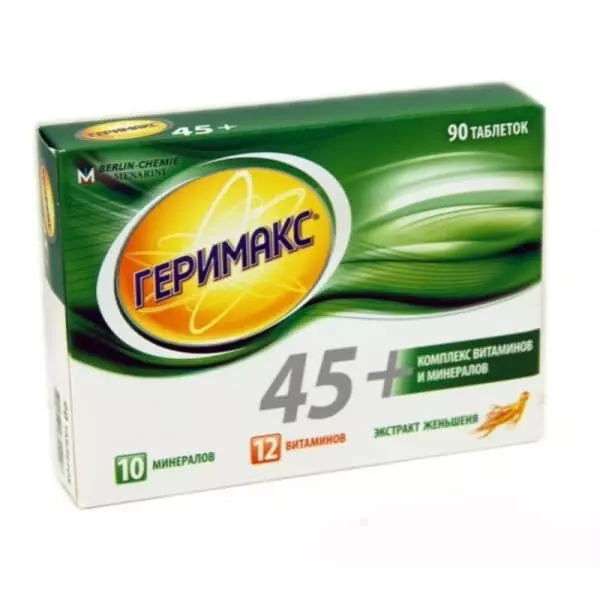 ГЕРИМАКС 45+
90 ТАБЛЕТОК
BERLIN-CHEMIE
MENARINI
ГЕРИМАКС®
45+
КОМПЛЕКС ВИТАМИНОВ
И МИНЕРАЛОВ
ЭКСТРАКТ ЖЕНЬШЕНЯ
10 МИНЕРАЛОВ
12 ВИТАМИНОВ